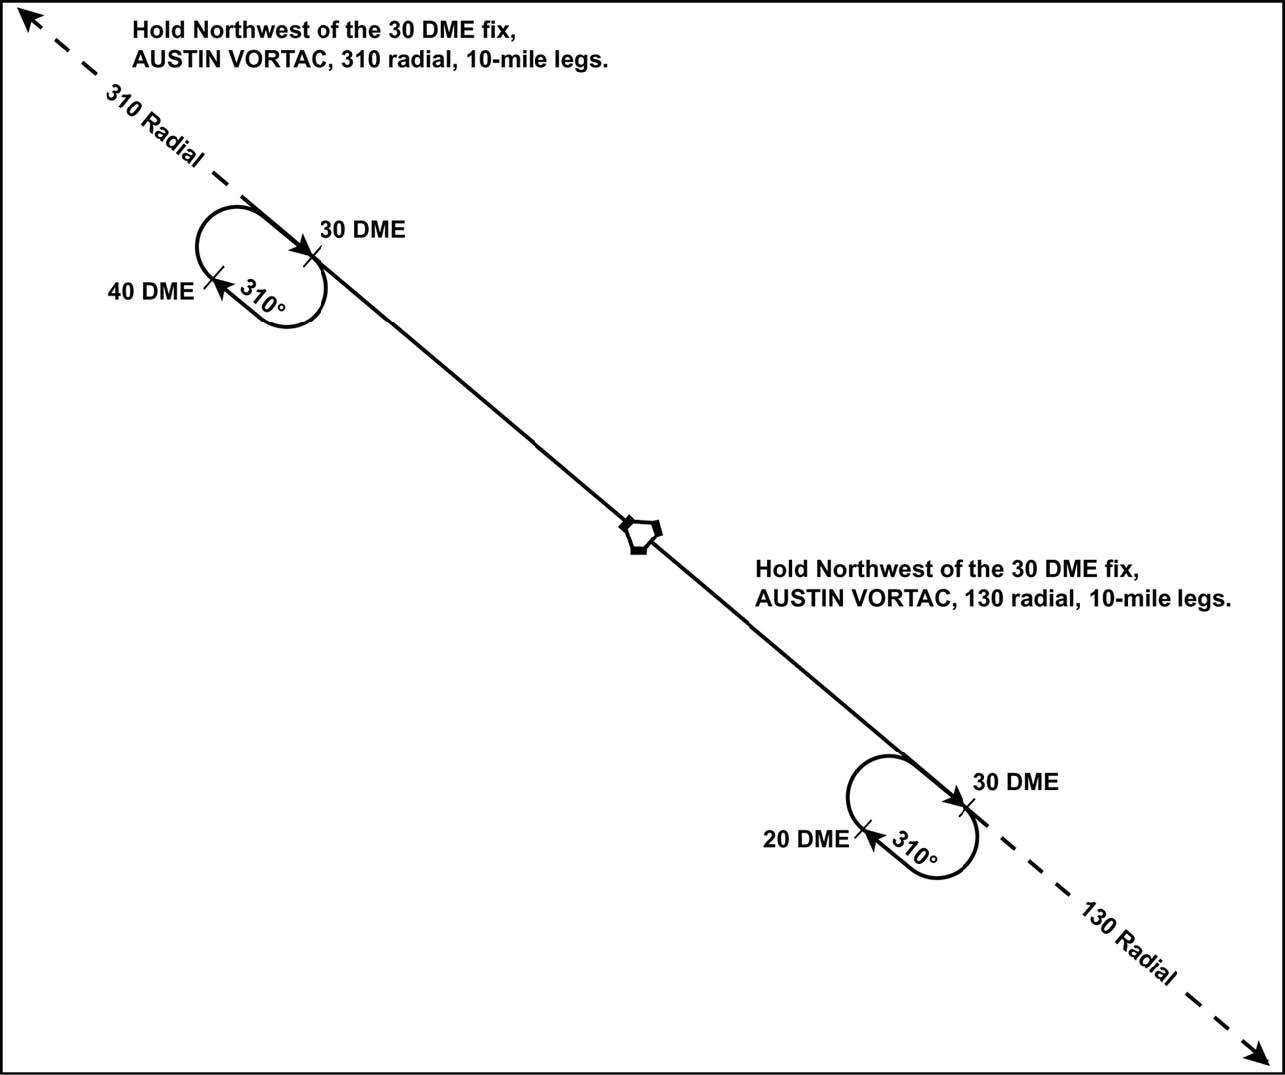 Hold Northwest of the 30 DME fix,
AUSTIN VORTAC, 310 radial, 10-mile legs.
310 Radial
30 DME
40 DME
310°
Hold Northwest of the 30 DME fix,
AUSTIN VORTAC, 130 radial, 10-mile legs.
30 DME
20 DME
310°
130 Radial